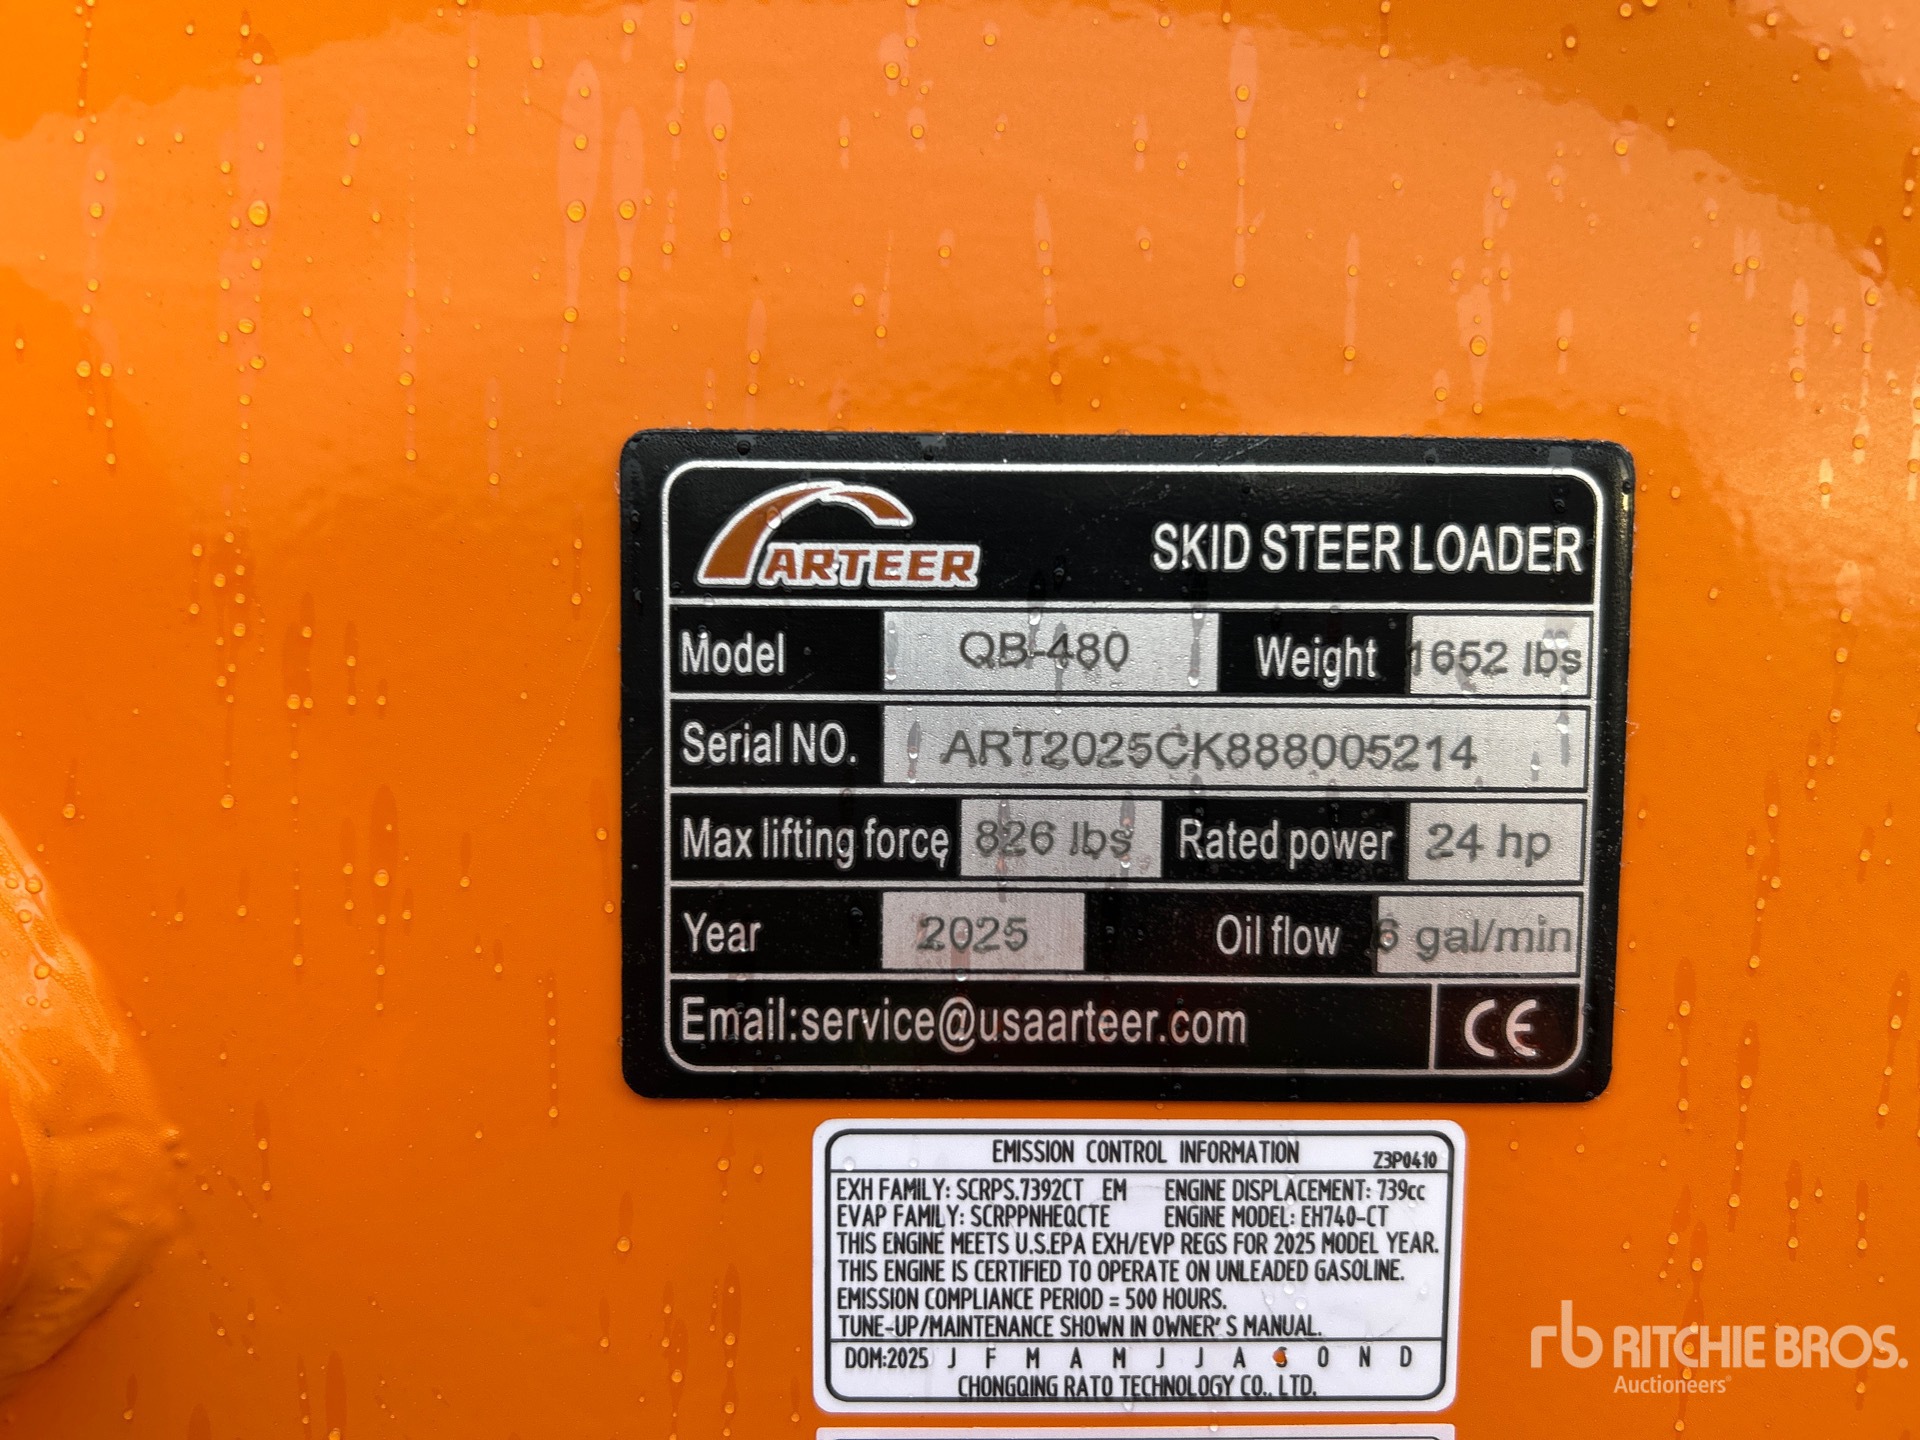 ARTEER
SKID STEER LOADER
Model QB-480 Weight 1652 lbs
Serial NO. ART2025CK888005214
Max lifting force 826 lbs Rated power 24 hp
Year 2025 Oil flow 6 gal/min
Email:service@usaarteer.com CE
EMISSION CONTROL INFORMATION Z3P0410
EXH FAMILY: SCRPS.7392CT EM ENGINE DISPLACEMENT: 739cc
EVAP FAMILY: SCRPPNHEQCTE ENGINE MODEL: EH740-CT
THIS ENGINE MEETS U.S.EPA EXH/EVP REGS FOR 2025 MODEL YEAR.
THIS ENGINE IS CERTIFIED TO OPERATE ON UNLEADED GASOLINE.
EMISSION COMPLIANCE PERIOD = 500 HOURS.
TUNE-UP/MAINTENANCE SHOWN IN OWNER' S MANUAL.
DOM:2025 J F M A M J J A S O N D
CHONGQING RATO TECHNOLOGY CO., LTD.
rb RITCHIE BROS.
Auctioneers